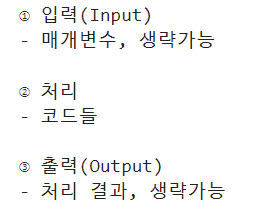 ① 입력(Input)
- 매개변수, 생략가능
② 처리
- 코드들
③ 출력(Output)
- 처리 결과, 생략가능